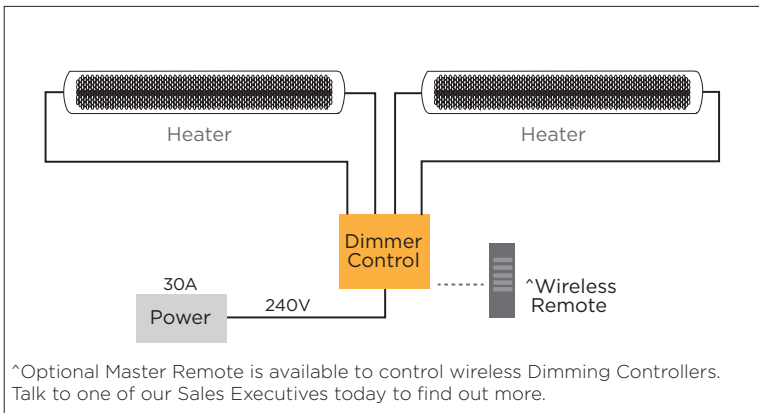 Heater
Heater
Dimmer
Control
30A
Power
240V
^Wireless
Remote
^Optional Master Remote is available to control wireless Dimming Controllers.
Talk to one of our Sales Executives today to find out more.